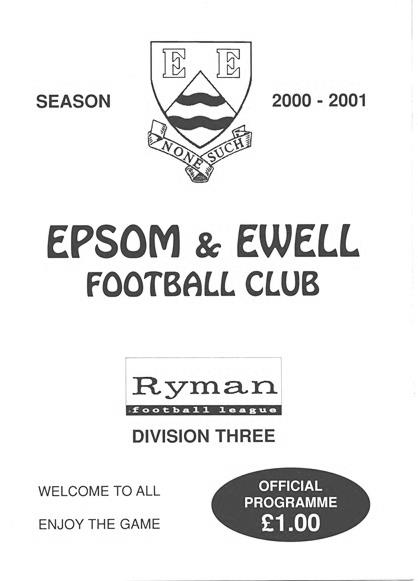 E E
NONE SUCH
SEASON 2000 - 2001
EPSOM & EWELL
FOOTBALL CLUB
Ryman
football league
DIVISION THREE
WELCOME TO ALL
ENJOY THE GAME
OFFICIAL
PROGRAMME
£1.00